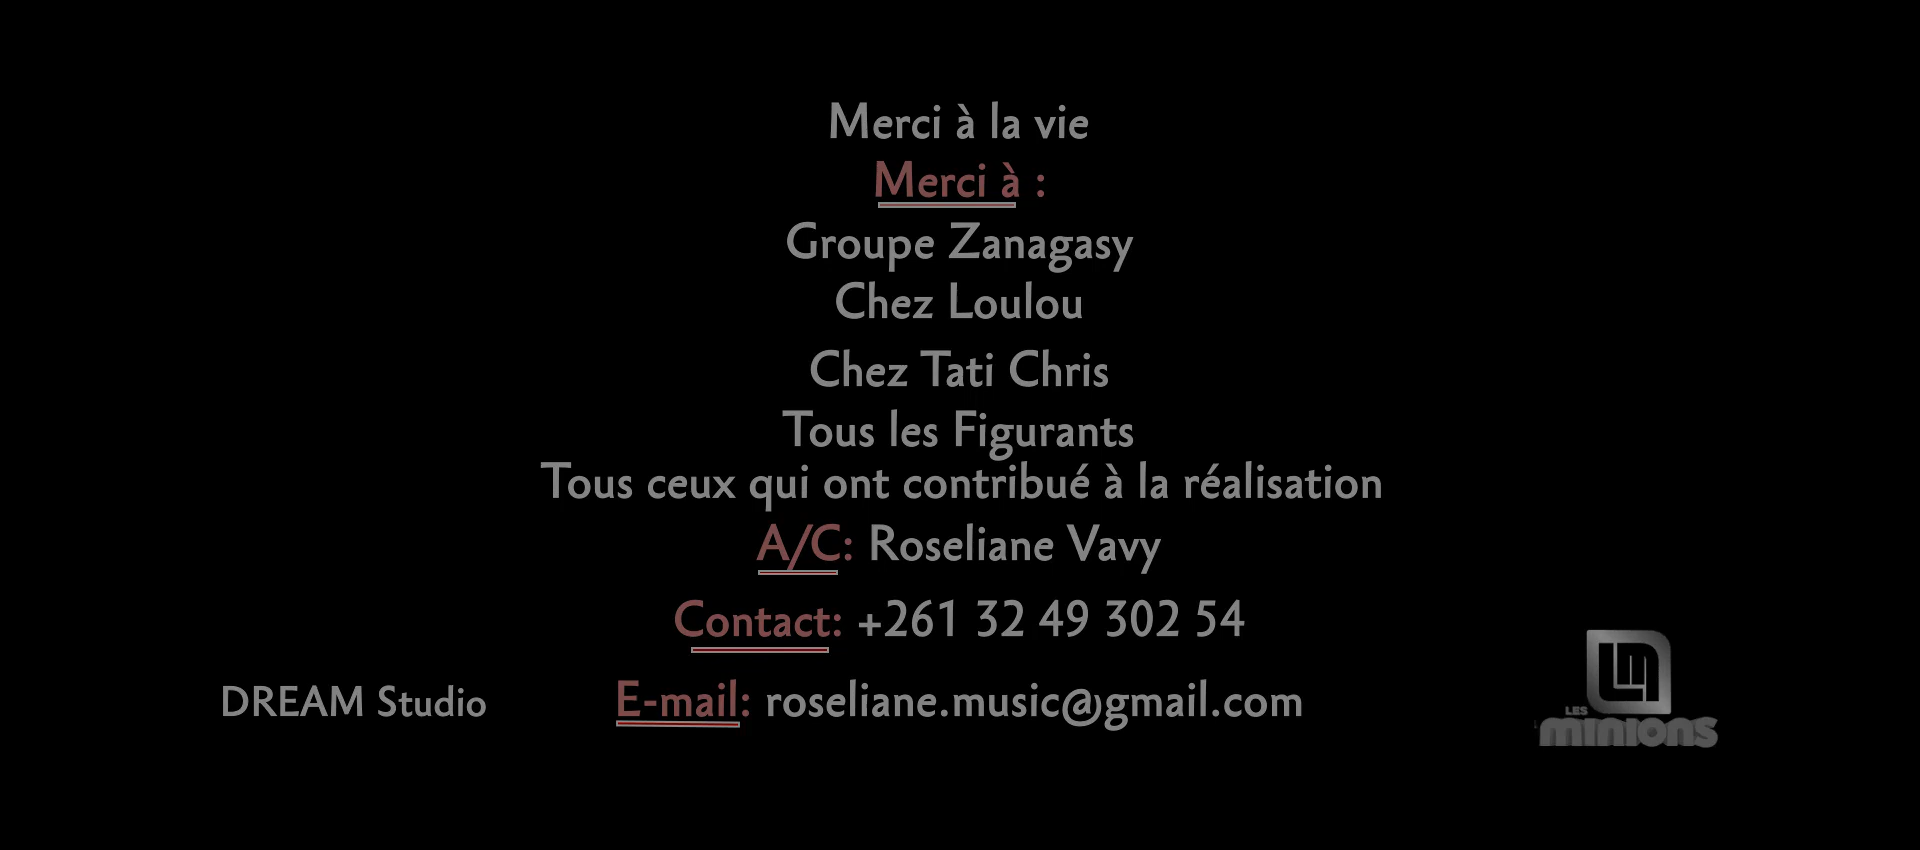 Merci à la vie
Merci à :
Groupe Zanagasy
Chez Loulou
Chez Tati Chris
Tous les Figurants
Tous ceux qui ont contribué à la réalisation
A/C: Roseliane Vavy
Contact: +261 32 49 302 54
DREAM Studio
E-mail: roseliane.music@gmail.com
LM
LES
MINIONS